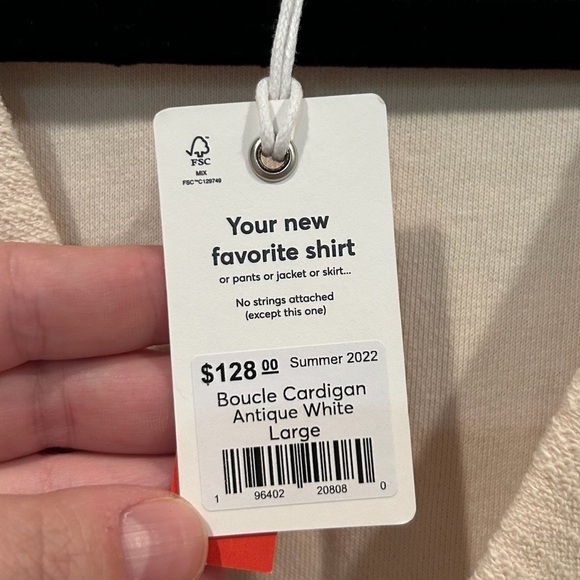 FSC
MIX
FSC™C129749
Your new
favorite shirt
or pants or jacket or skirt...
No strings attached
(except this one)
$128.00 Summer 2022
Boucle Cardigan
Antique White
Large
1 96402 20808 0